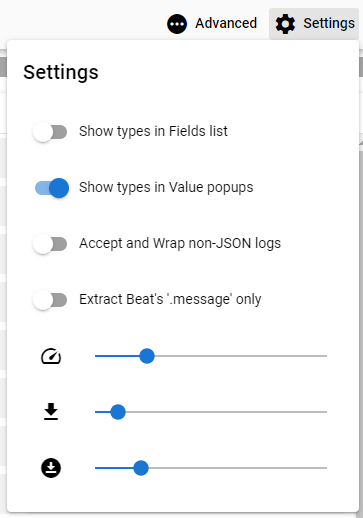 Advanced
Settings
Settings
Show types in Fields list
Show types in Value popups
Accept and Wrap non-JSON logs
Extract Beat's '.message' only